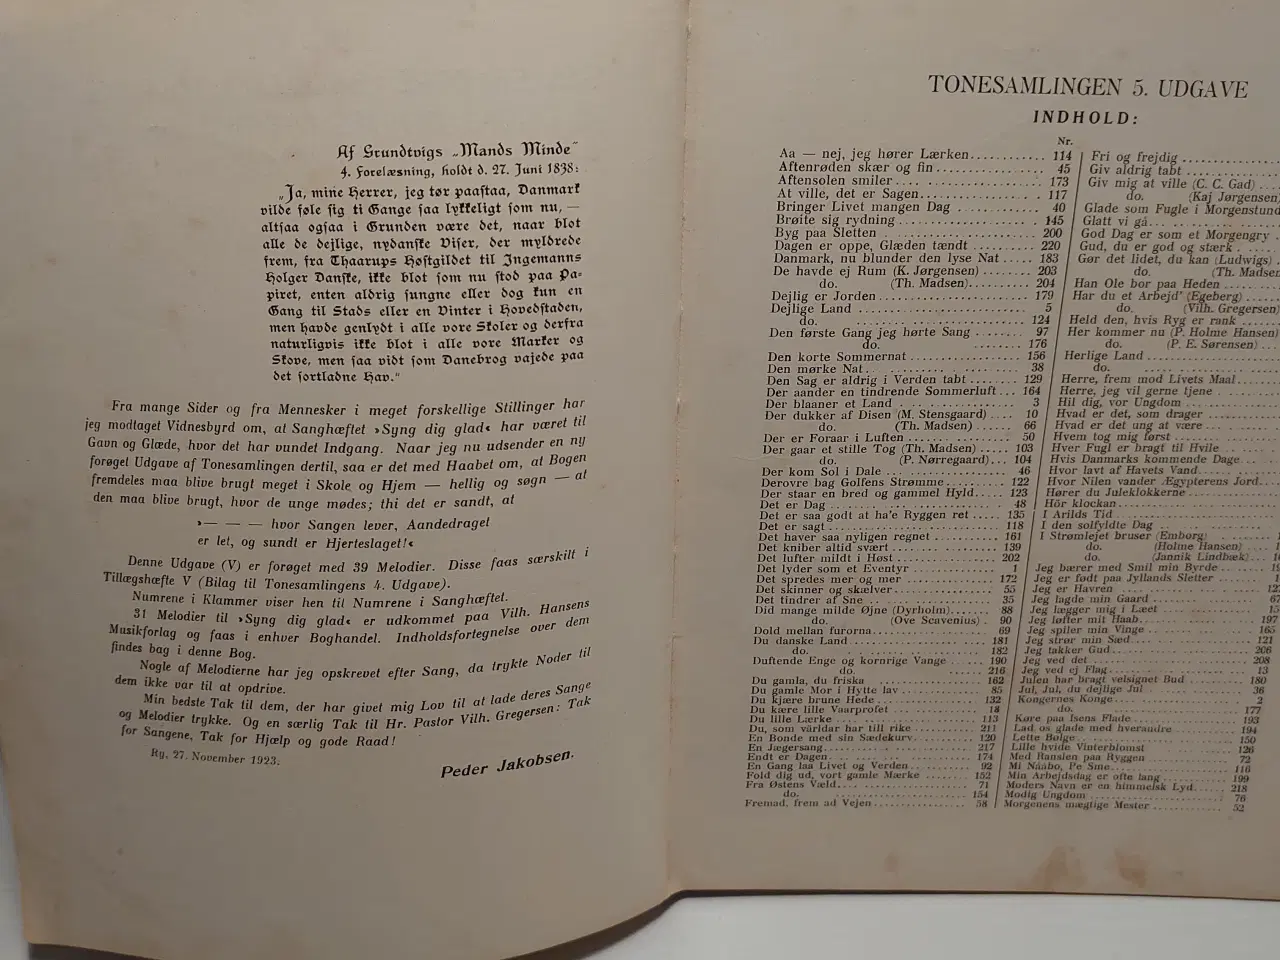 Af Grundtvigs „Mands Minde"
4. Forelæsning, holdt d. 27. Juni 1838:
„Ja, mine Herrer, jeg tør paastaa, Danmark
vilde føle sig ti Gange saa lykkeligt som nu, —
altsaa ogsaa i Grunden være det, naar blot
alle de dejlige, nydanske Viser, der myldrede
frem, fra Thaarups Høstgildet til Ingemanns
Holger Danske, ikke blot som nu stod paa Pa-
piret, enten aldrig sungne eller dog kun en
Gang til Stads eller en Vinter i Hovedstaden,
men havde genlydt i alle vore Skoler og derfra
naturligvis ikke blot i alle vore Marker og
Skove, men saa vidt som Danebrog vajede paa
det fortladne Hav."
Fra mange Sider og fra Mennesker i meget forskellige Stillinger har
jeg modtaget Vidnesbyrd om, at Sanghæftet »Syng dig glad« har været til
Gavn og Glæde, hvor det har vundet Indgang. Naar jeg nu udsender en ny
forøget Udgave af Tonesamlingen dertil, saa er det med Haabet om, at Bogen
fremdeles maa blive brugt meget i Skole og Hjem — hellig og søgn — at
den maa blive brugt, hvor de unge mødes; thi det er sandt, at
»— — — hvor Sangen lever, Aandedraget
er let, og sundt er Hjerteslaget!«
Denne Udgave (V) er forøget med 39 Melodier. Disse faas særskilt i
Tillægshæfte V (Bilag til Tonesamlingens 4. Udgave).
Numrene i Klammer viser hen til Numrene i Sanghæftet.
31 Melodier til »Syng dig glad« er udkommet paa Vilh. Hansens
Musikforlag og faas i enhver Boghandel. Indholdsfortegnelse over dem
findes bag i denne Bog.
Nogle af Melodierne har jeg opskrevet efter Sang, da trykte Noder til
dem ikke var til at opdrive.
Min bedste Tak til dem, der har givet mig Lov til at lade deres Sange
og Melodier trykke. Og en særlig Tak til Hr. Pastor Vilh. Gregersen: Tak
for Sangene, Tak for Hjælp og gode Raad!
Ry, 27. November 1923.
Peder Jakobsen.
TONESAMLINGEN 5. UDGAVE
INDHOLD:
Nr.
Aa — nej, jeg hører Lærken........... 114
Aftenrøden skær og fin ............... 45
Aftensolen smiler .................... 173
At ville, det er Sagen............... 117
Bringer Livet mangen Dag ............ 40
Brøite sig rydning ................... 145
Byg paa Sletten ...................... 200
Dagen er oppe, Glæden tændt ........ 220
Danmark, nu blunder den lyse Nat ..... 183
De havde ej Rum (K. Jørgensen) ....... 203
do. (Th. Madsen)......... 204
Dejlig er Jorden ..................... 179
Dejlige Land ......................... 5
do. ......................... 124
Den første Gang jeg hørte Sang ....... 97
do. ............... 176
Den korte Sommernat .................. 156
Den mørke Nat........................ 38
Den Sag er aldrig i Verden tabt ...... 129
Der aander en tindrende Sommerluft ... 164
Der blaaner et Land .................. 3
Der dukker af Disen (M. Stensgaard) .... 10
do. (Th. Madsen) ........ 66
Der er Foraar i Luften ............... 50
Der gaar et stille Tog (Th. Madsen) ... 103
do. (P. Nørregaard)... 104
Der kom Sol i Dale ................... 46
Derovre bag Golfens Strømme .......... 122
Der staar en bred og gammel Hyld..... 123
Det er Dag ........................... 48
Det er saa godt at ha'e Ryggen ret .... 135
Det er sagt .......................... 118
Det haver saa nyligen regnet ......... 161
Det kniber altid svært ............... 139
Det lufter mildt i Høst .............. 202
Det lyder som et Eventyr ............. 1
Det spredes mer og mer ............... 172
Det skinner og skælver ............... 55
Det tindrer af Sne ................... 35
Did mange milde Øjne (Dyrholm)....... 88
do. (Ove Scavenius) . 90
Dold mellan furorna.................. 69
Du danske Land ....................... 181
do. ....................... 182
Duftende Enge og kornrige Vange ...... 190
do. ...... 216
Du gamla, du friska .................. 162
Du gamle Mor i Hytte lav ............. 85
Du kjære brune Hede .................. 132
Du kære lille Vaarprofet ............. 18
Du lille Lærke ....................... 113
Du, som världar har till rike ........ 211
En Bonde med sin Sædekurv............ 120
En Jægersang......................... 217
Endt er Dagen........................ 174
En Gang laa Livet og Verden.......... 92
Fold dig ud, vort gamle Mærke ........ 152
Fra Østens Væld...................... 71
do. ...................... 154
Fremad, frem ad Vejen ................ 58
Fri og frejdig ..................
Giv aldrig tabt ................
Giv mig at ville (C. C. Gad) ....
do. (Kaj Jørgensen)
Glade som Fugle i Morgenstund
Glatt vi gå.....................
God Dag er som et Morgengry .
Gud, du er god og stærk ........
Gør det lidet, du kan (Ludwigs) .
do. (Th. Madsen
Han Ole bor paa Heden ........
Har du et Arbejd' (Egeberg) .....
do. (Vilh. Gregersen)
Held den, hvis Ryg er rank .....
Her kommer nu (P. Holme Hansen)
do. (P. E. Sørensen) ...
Herlige Land ...................
do. ...................
Herre, frem mod Livets Maal......
Herre, jeg vil gerne tjene .......
Hil dig, vor Ungdom ............
Hvad er det, som drager ........
Hvad er det ung at være ........
Hvem tog mig først .............
Hver Fugl er bragt til Hvile .....
Hvis Danmarks kommende Dage...
Hvor lavt af Havets Vand........
Hvor Nilen vander Ægypterens Jord....
Hører du Juleklokkerne ..........
Hör klockan.....................
I Arilds Tid ...................
I den solfyldte Dag .............
I Strømlejet bruser (Emborg) .....
do. (Holme Hansen) ....
do. (Jannik Lindbæk)...
Jeg bærer med Smil min Byrde ....
Jeg er født paa Jyllands Sletter ...
Jeg er Havren ...................
Jeg lagde min Gaard ............. 67
Jeg lægger mig i Læet ...........
Jeg løfter mit Haab.............. 197
Jeg spiler min Vinge ............. 165
Jeg strør min Sæd................ 121
Jeg takker Gud................... 206
Jeg ved det ...................... 208
Jeg ved ej Flag................... 13
Julen har bragt velsignet Bud ..... 180
Jul, Jul, du dejlige Jul ........... 36
Kongernes Konge................. 2
do. ................. 177
Køre paa Isens Flade ............. 193
Lad os glade med hverandre ....... 194
Lette Bølge ...................... 150
Lille hvide Vinterblomst ........... 126
Med Ranslen paa Ryggen .......... 72
Mi Nååbo, Pe Sme................ 116
Min Arbejdsdag er ofte lang ....... 199
Moders Navn er en himmelsk Lyd..... 218
Modig Ungdom .................... 76
Morgenens mægtige Mester .......... 52